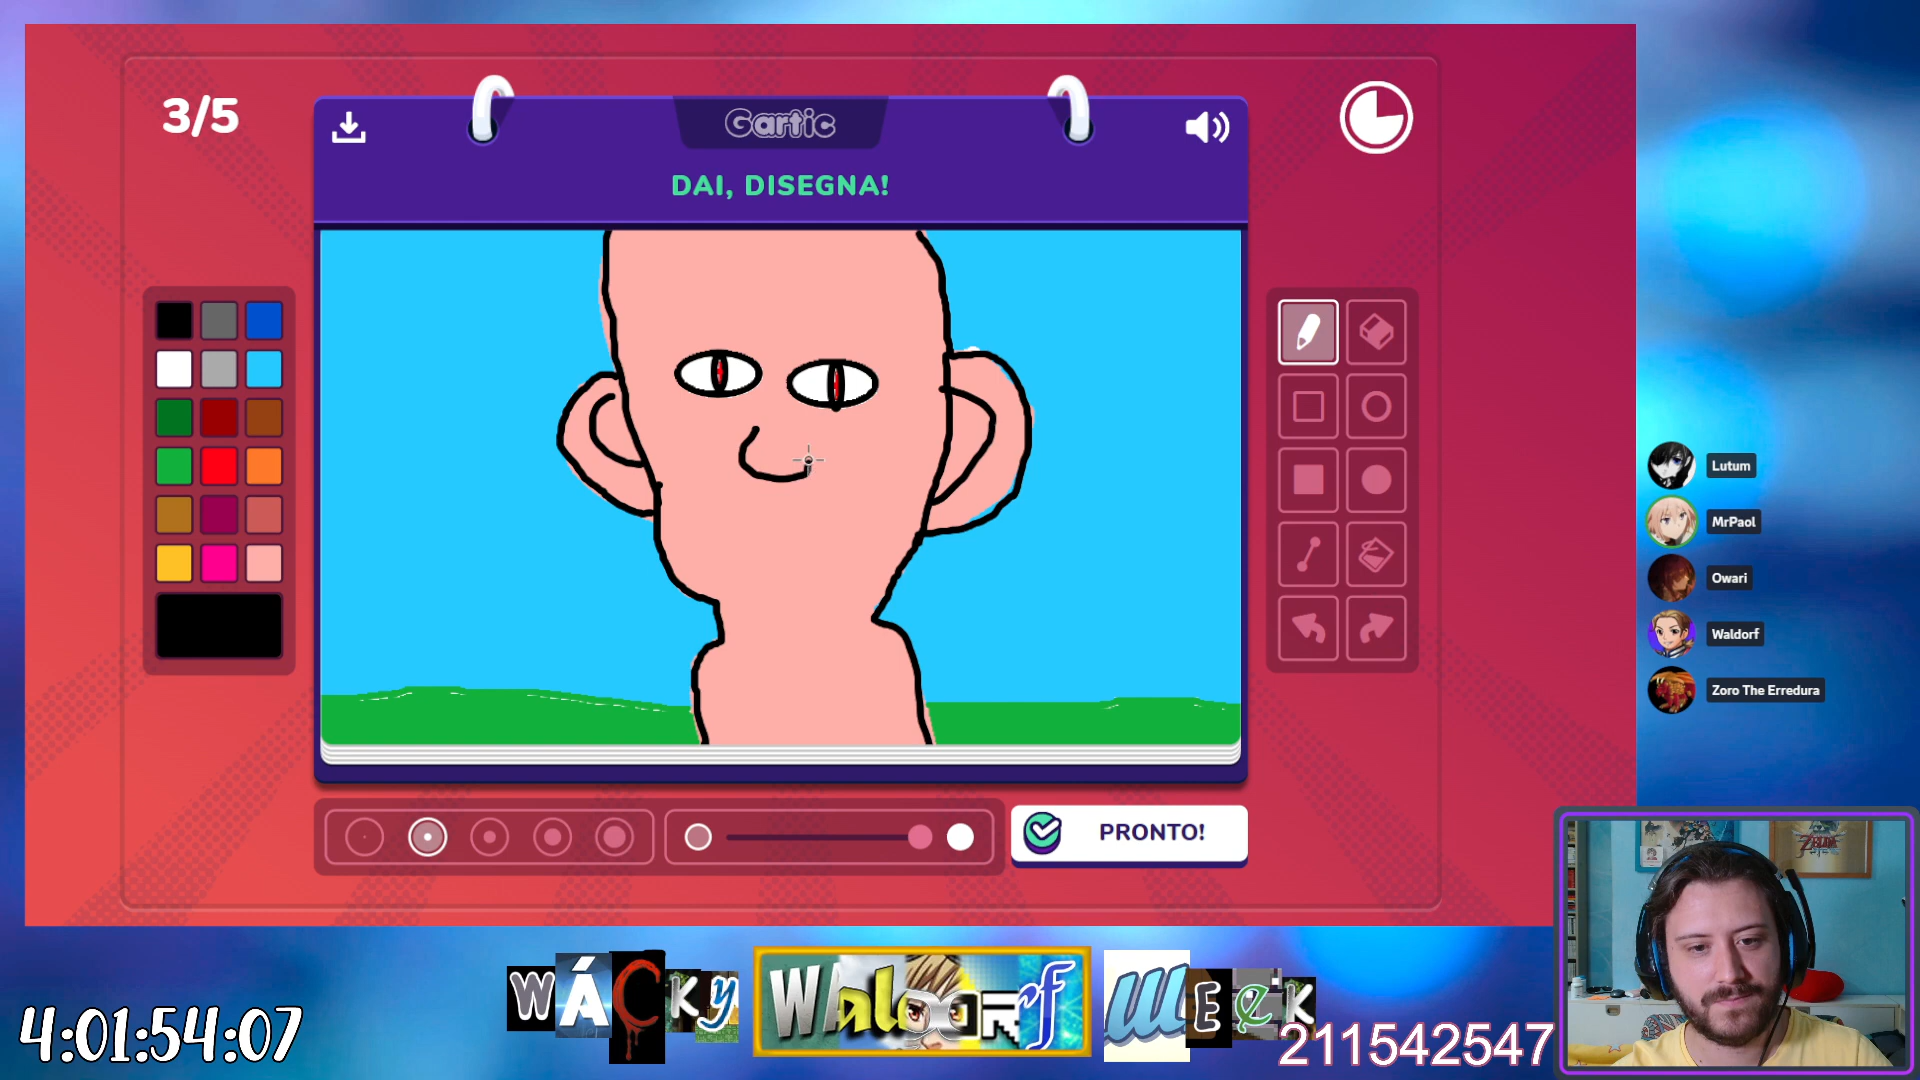 3/5
Gartic
DAI, DISEGNA!
Lutum
MrPaol
Owari
Waldorf
Zoro The Erredura
PRONTO!
ZELDA
WÁCKY Waldorf WEEK
4:01:54:07
211542547